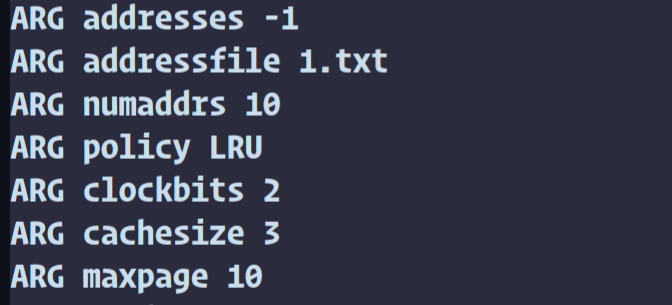 ARG addresses -1
ARG addressfile 1.txt
ARG numaddrs 10
ARG policy LRU
ARG clockbits 2
ARG cachesize 3
ARG maxpage 10